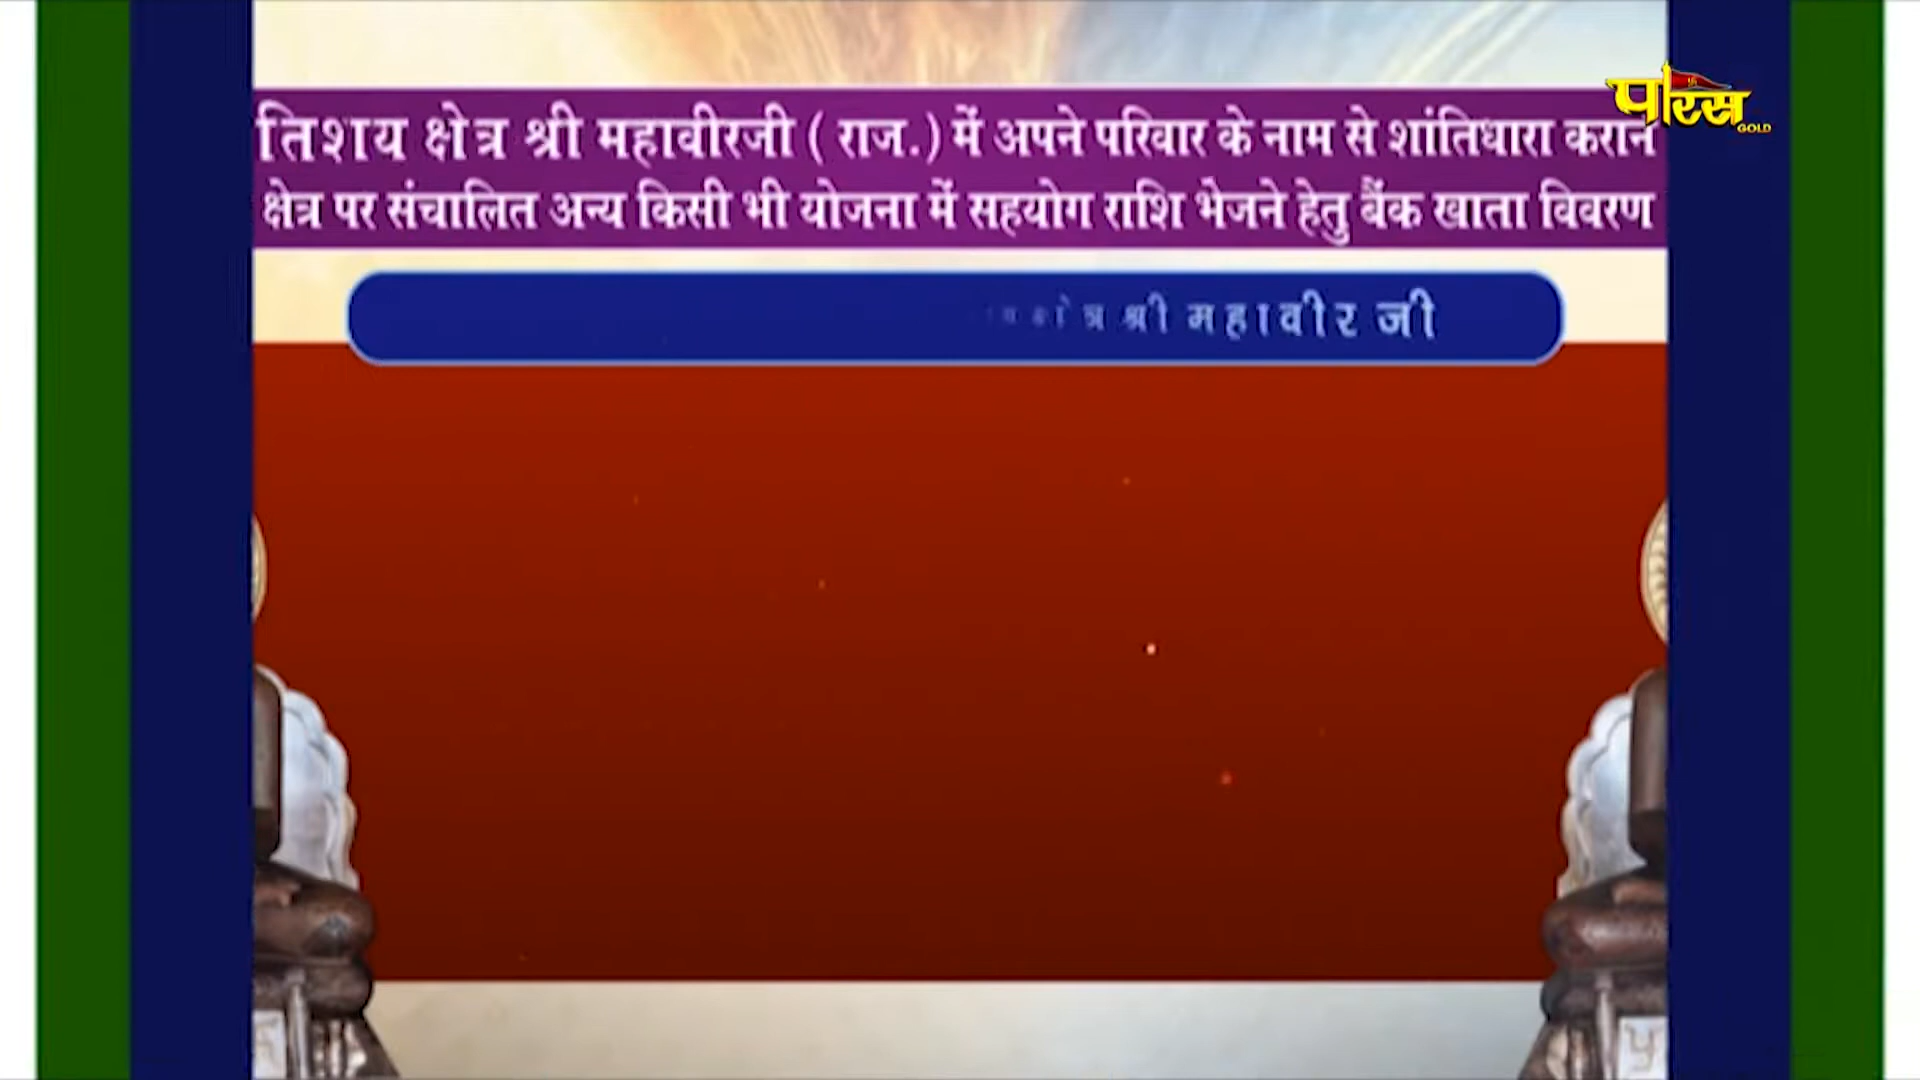 पारस GOLD
तिशय क्षेत्र श्री महावीरजी ( राज.) में अपने परिवार के नाम से शांतिधारा कराने
क्षेत्र पर संचालित अन्य किसी भी योजना में सहयोग राशि भेजने हेतु बैंक खाता विवरण
श्री महावीर जी